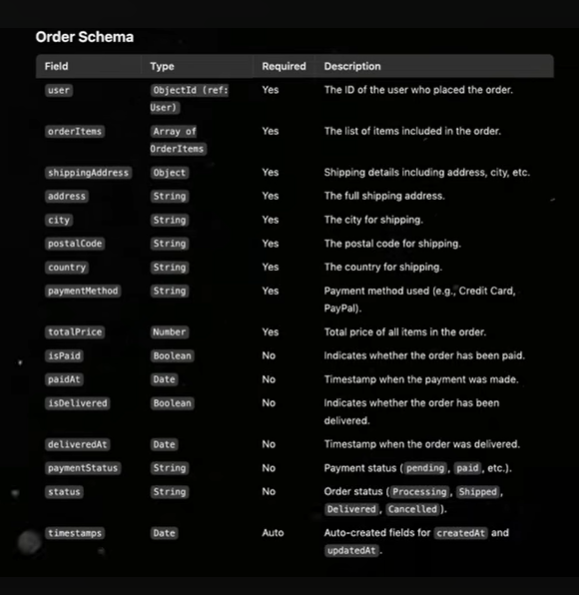 Order Schema
Field Type Required Description
user ObjectId (ref: Yes The ID of the user who placed the order.
User)
orderItems Array of Yes The list of items included in the order.
OrderItems
shippingAddress Object Yes Shipping details including address, city, etc.
address String Yes The full shipping address.
city String Yes The city for shipping.
postalCode String Yes The postal code for shipping.
country String Yes The country for shipping.
paymentMethod String Yes Payment method used (e.g., Credit Card,
PayPal).
totalPrice Number Yes Total price of all items in the order.
isPaid Boolean No Indicates whether the order has been paid.
paidAt Date No Timestamp when the payment was made.
isDelivered Boolean No Indicates whether the order has been
delivered.
deliveredAt Date No Timestamp when the order was delivered.
paymentStatus String No Payment status ( pending , paid , etc.).
status String No Order status ( Processing , Shipped ,
Delivered , Cancelled ).
timestamps Date Auto Auto-created fields for createdAt and
updatedAt .